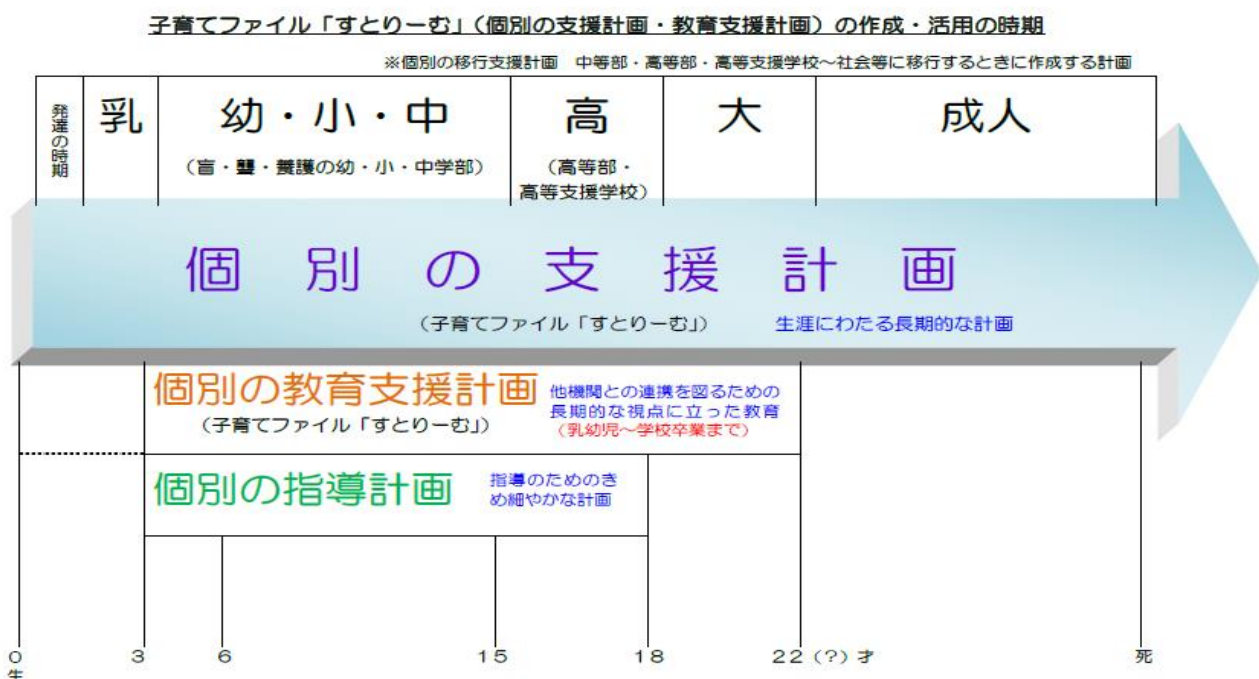 子育てファイル「すとりーむ」(個別の支援計画・教育支援計画)の作成・活用の時期
※個別の移行支援計画　中等部・高等部・高等支援学校～社会等に移行するときに作成する計画
発達の時期
乳
幼・小・中
(盲・聾・養護の幼・小・中学部)
高
(高等部・
高等支援学校)
大
成人
個別の支援計画
(子育てファイル「すとりーむ」)
生涯にわたる長期的な計画
個別の教育支援計画
(子育てファイル「すとりーむ」)
他機関との連携を図るための
長期的な視点に立った教育
(乳幼児～学校卒業まで)
個別の指導計画
指導のためのき
め細やかな計画
0 3 6 15 18 22(?)才 死
生